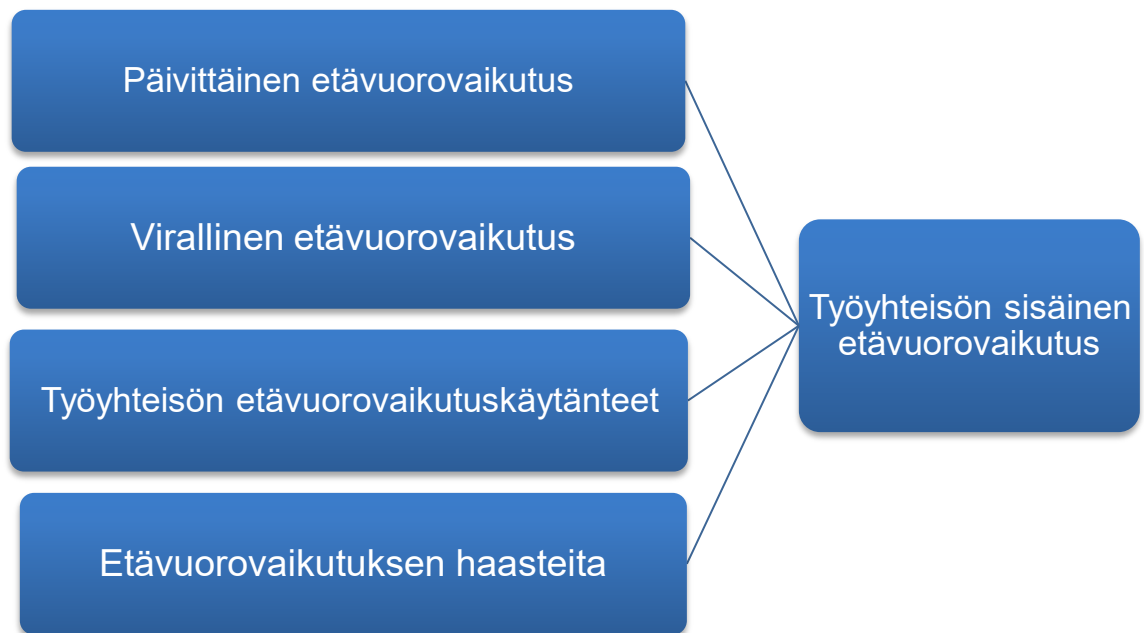 Päivittäinen etävuorovaikutus
Virallinen etävuorovaikutus
Työyhteisön etävuorovaikutuskäytänteet
Etävuorovaikutuksen haasteita
Työyhteisön sisäinen
etävuorovaikutus